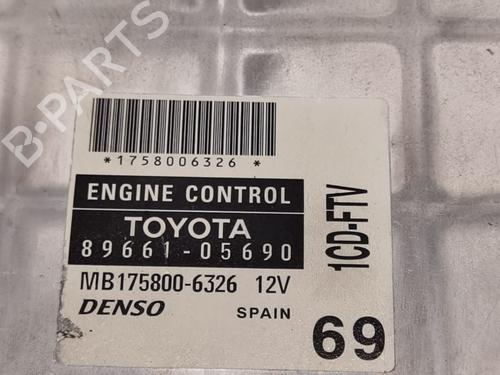 B-PARTS
*1758006326*
ENGINE CONTROL
TOYOTA
89661-05690
MB175800-6326 12V
DENSO SPAIN
1CD-FTV
69